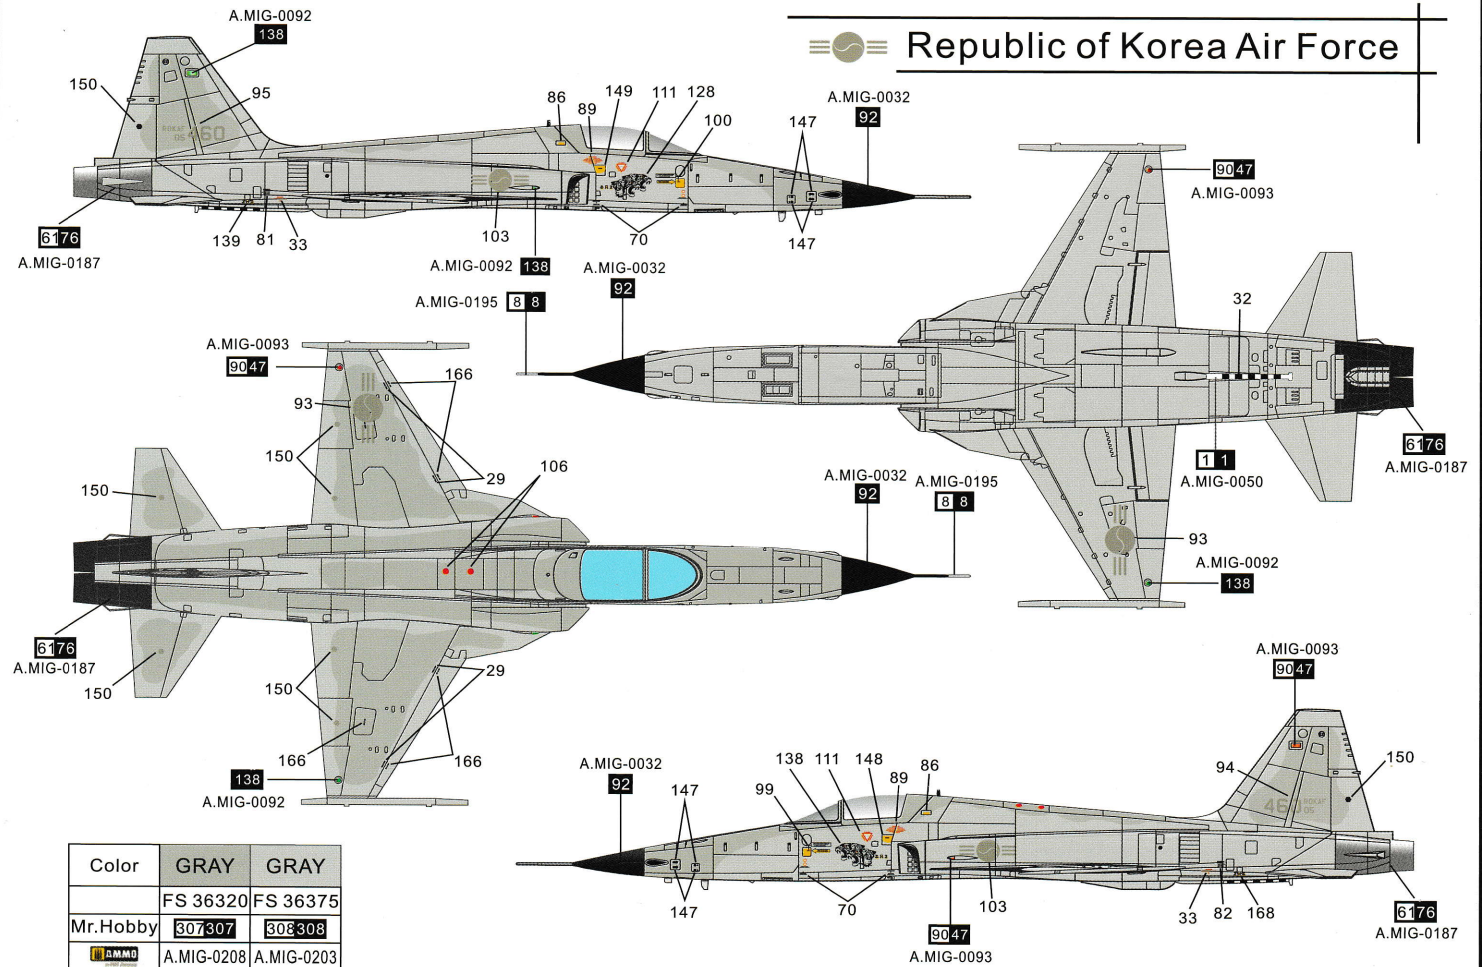 Republic of Korea Air Force
A.MIG-0092
138
150
95
ROKAF
05 460
86
89
149
111
128
100
147
A.MIG-0032
92
6176
A.MIG-0187
139
81
33
103
A.MIG-0092 138
70
147
9047
A.MIG-0093
A.MIG-0195 8 8
A.MIG-0032
92
32
6176
A.MIG-0187
1 1
A.MIG-0050
93
A.MIG-0092
138
A.MIG-0093
9047
93
166
150
29
106
150
A.MIG-0032
92
A.MIG-0195
8 8
6176
A.MIG-0187
150
150
29
166
166
138
A.MIG-0092
A.MIG-0093
9047
94
150
460 ROKAF
05
A.MIG-0032
92
147
99
138
111
148
89
86
147
70
9047
A.MIG-0093
103
33
82
168
6176
A.MIG-0187
Color GRAY GRAY
FS 36320 FS 36375
Mr.Hobby 307307 308308
AMMO A.MIG-0208 A.MIG-0203